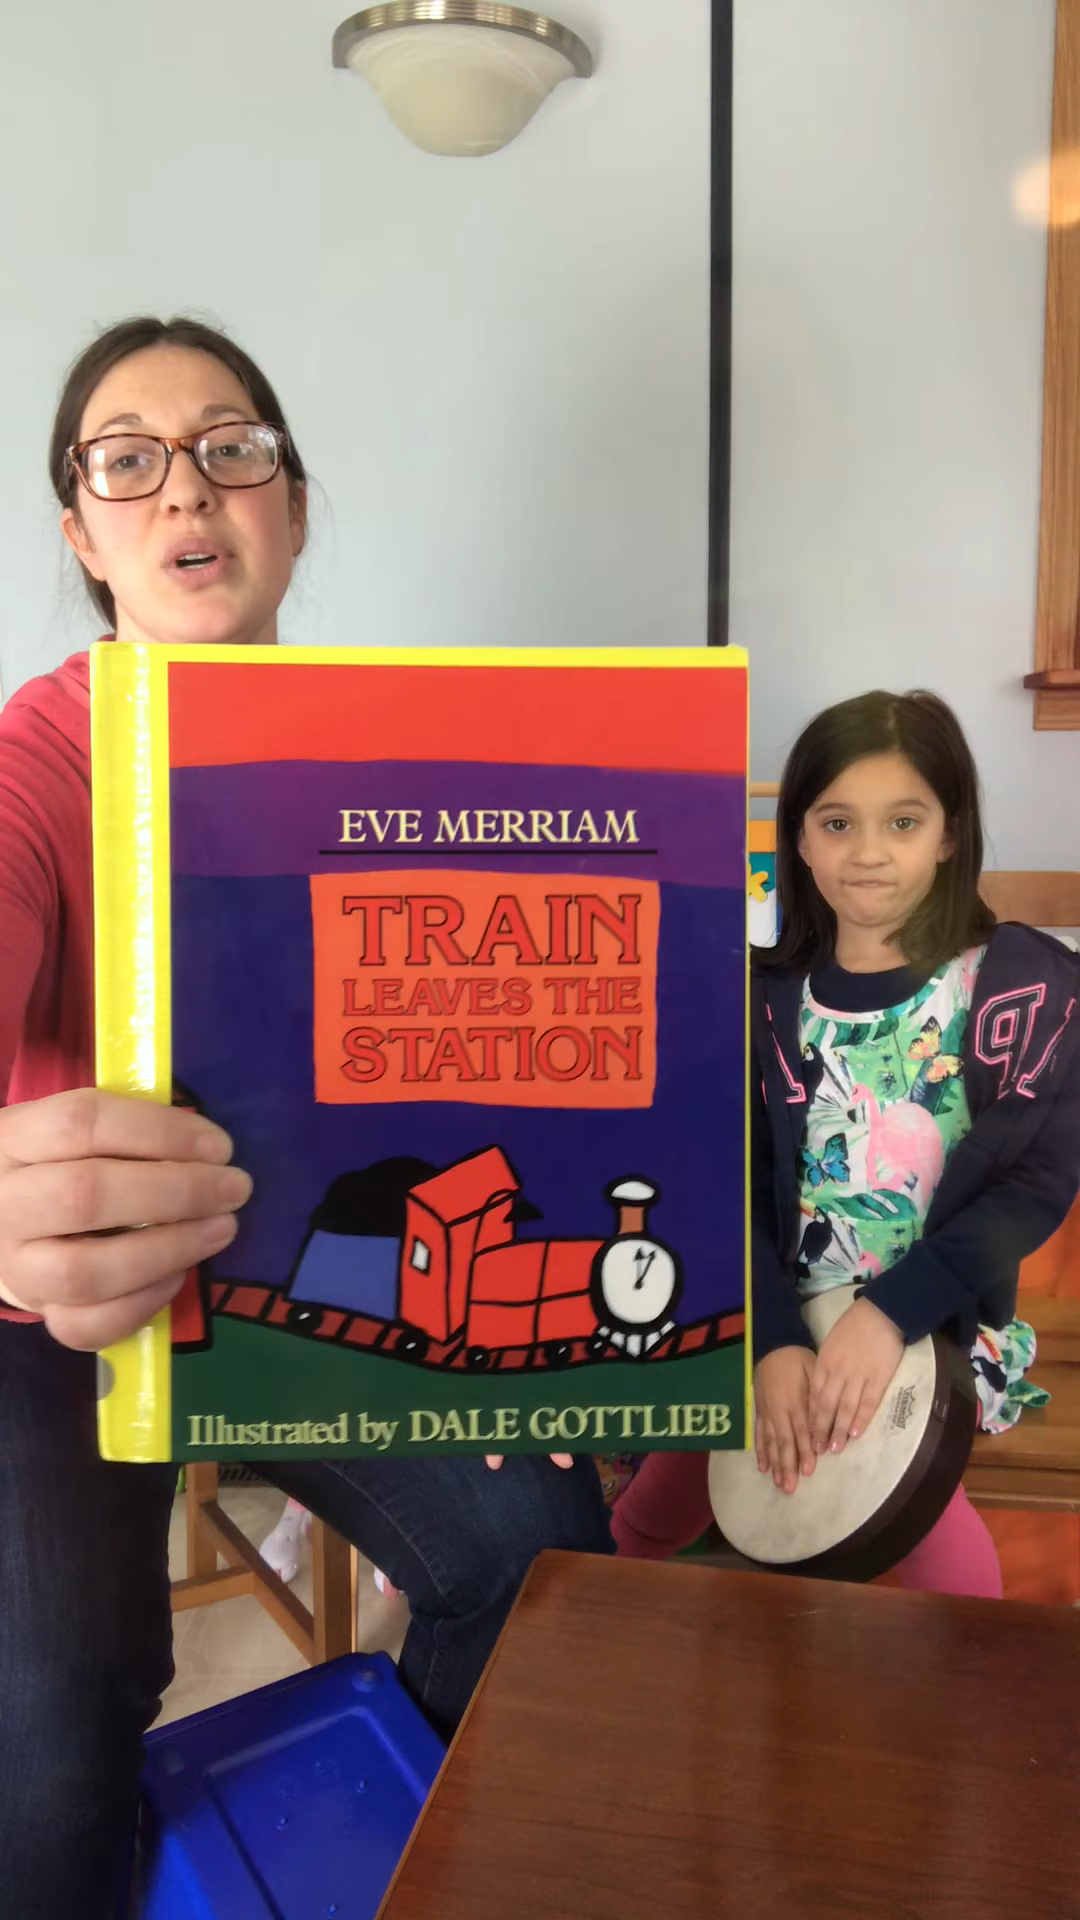 EVE MERRIAM
TRAIN
LEAVES THE
STATION
Illustrated by DALE GOTTLIEB